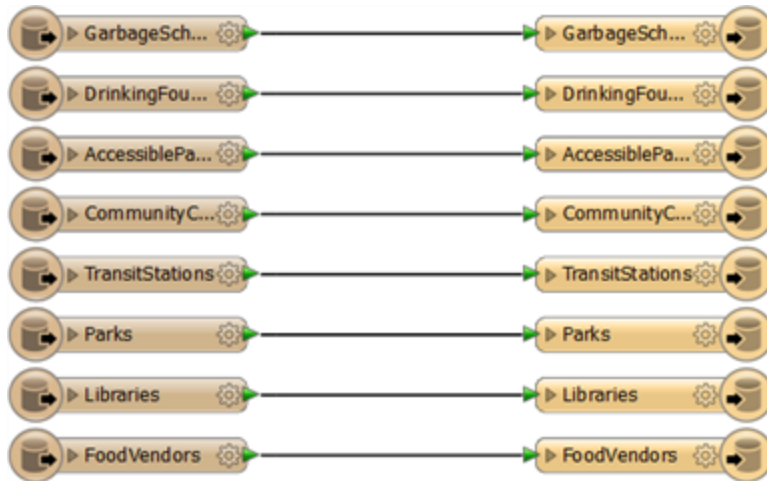 GarbageSch... GarbageSch...
DrinkingFou... DrinkingFou...
AccessiblePa... AccessiblePa...
CommunityC... CommunityC...
TransitStations TransitStations
Parks Parks
Libraries Libraries
FoodVendors FoodVendors